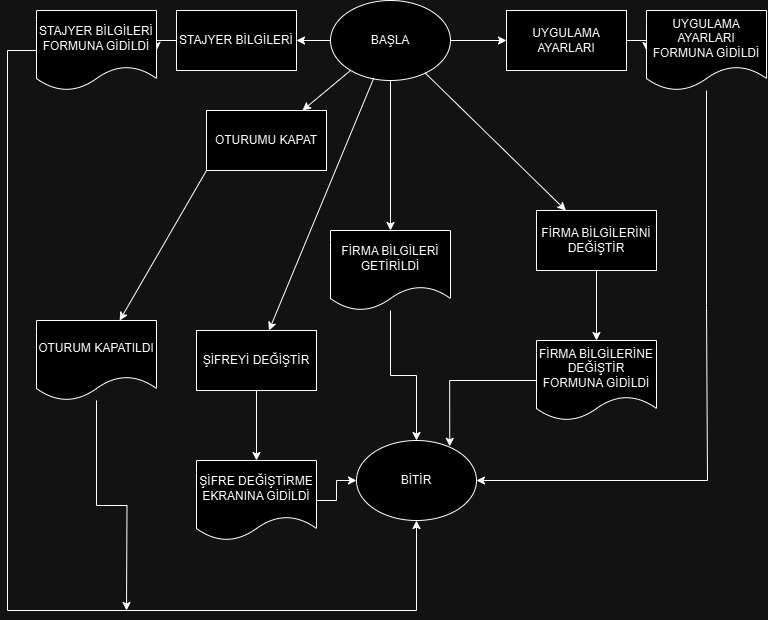 STAJYER BİLGİLERİ
FORMUNA GİDİLDİ
STAJYER BİLGİLERİ
BAŞLA
UYGULAMA
AYARLARI
UYGULAMA
AYARLARI
FORMUNA GİDİLDİ
OTURUMU KAPAT
FİRMA BİLGİLERİ
GETİRİLDİ
FİRMA BİLGİLERİNİ
DEĞİŞTİR
OTURUM KAPATILDI
ŞİFREYİ DEĞİŞTİR
FİRMA BİLGİLERİNE
DEĞİŞTİR
FORMUNA GİDİLDİ
ŞİFRE DEĞİŞTİRME
EKRANINA GİDİLDİ
BİTİR